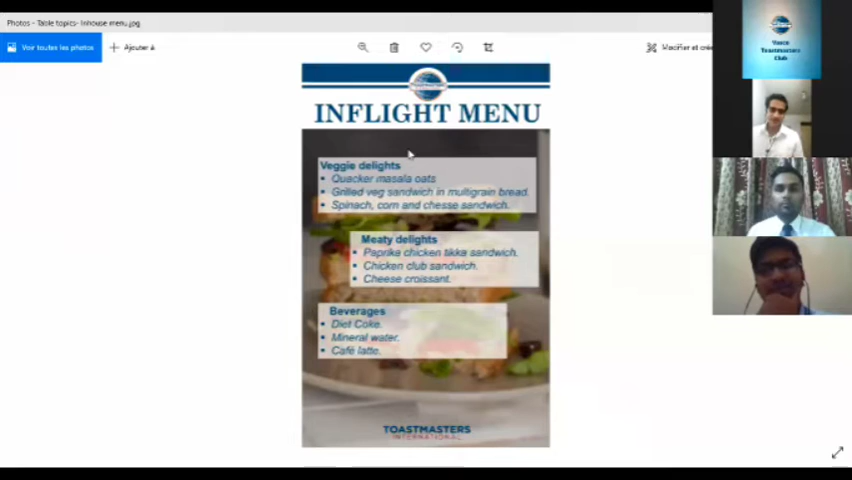 Photos - Table topics- Inhouse menu.jpg
Voir toutes les photos
Ajouter à
Modifier et crée
TOASTMASTERS
INFLIGHT MENU
Veggie delights
• Quacker masala oats
• Grilled veg sandwich in multigrain bread.
• Spinach, corn and chesse sandwich.
Meaty delights
• Paprika chicken tikka sandwich.
• Chicken club sandwich.
• Cheese croissant.
Beverages
• Diet Coke.
• Mineral water.
• Café latte.
TOASTMASTERS
INTERNATIONAL
Toastmasters
Club